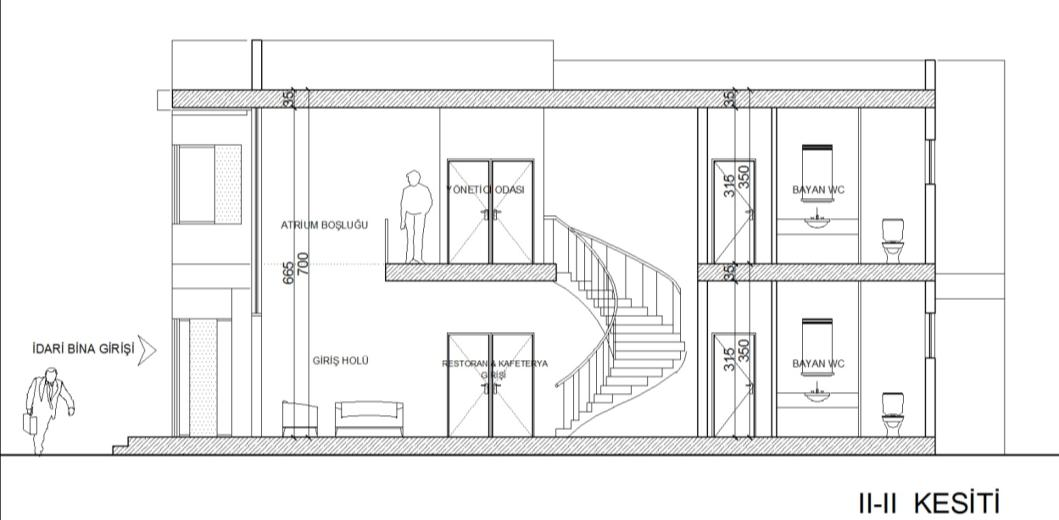 35
35
YÖNETİCİ ODASI
315
350
BAYAN WC
ATRIUM BOŞLUĞU
665
700
35
İDARİ BİNA GİRİŞİ
GİRİŞ HOLÜ
RESTORAN & KAFETERYA
GİRİŞİ
315
350
BAYAN WC
II-II KESİTİ